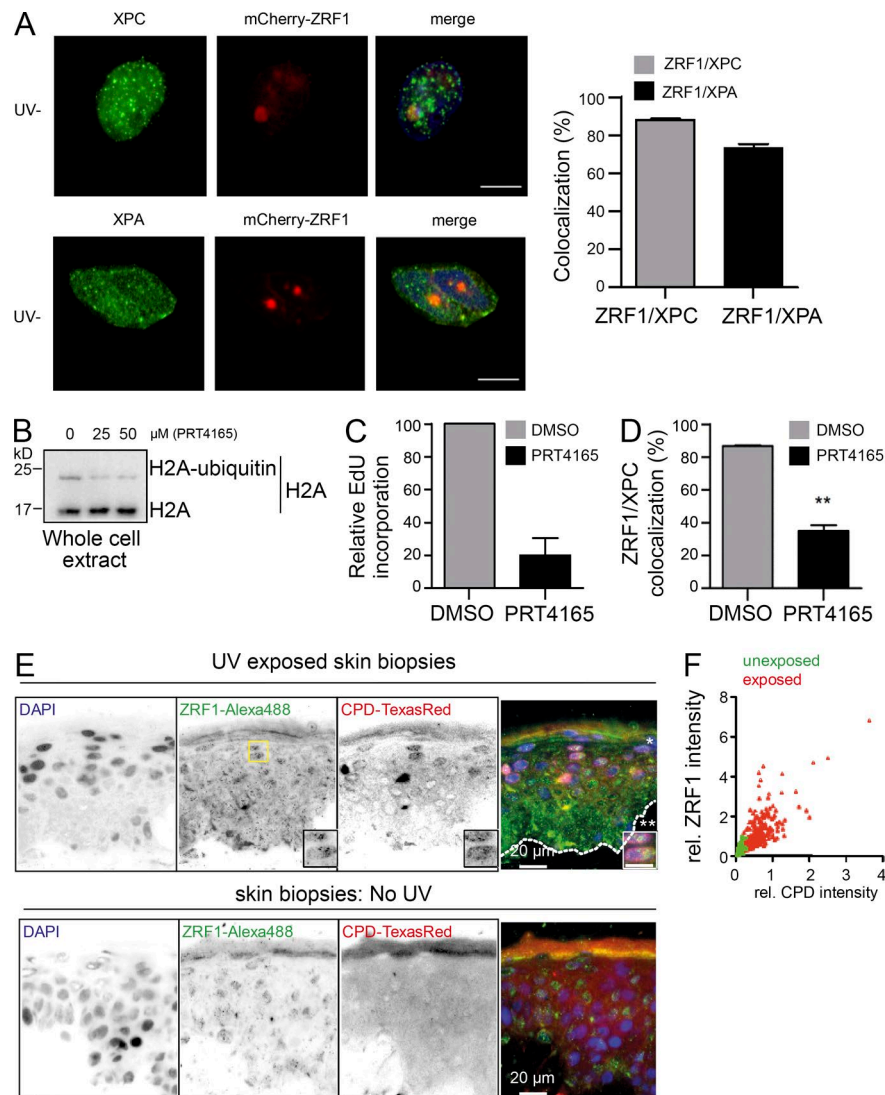 A
XPC
mCherry-ZRF1
merge
UV-
XPA
mCherry-ZRF1
merge
UV-
ZRF1/XPC
ZRF1/XPA
Colocalization (%)
100
80
60
40
20
0
ZRF1/XPC
ZRF1/XPA
B
0 25 50 µM (PRT4165)
kD
25
17
H2A-ubiquitin
H2A
H2A
Whole cell
extract
C
Relative EdU
incorporation
100
80
60
40
20
0
DMSO
PRT4165
DMSO
PRT4165
D
ZRF1/XPC
colocalization (%)
100
80
60
40
20
0
DMSO
PRT4165
**
DMSO
PRT4165
E
UV exposed skin biopsies
DAPI
ZRF1-Alexa488
CPD-TexasRed
*
**
20 µm
skin biopsies: No UV
DAPI
ZRF1-Alexa488
CPD-TexasRed
20 µm
F
unexposed
exposed
rel. ZRF1 intensity
8
6
4
2
0
0 1 2 3 4
rel. CPD intensity